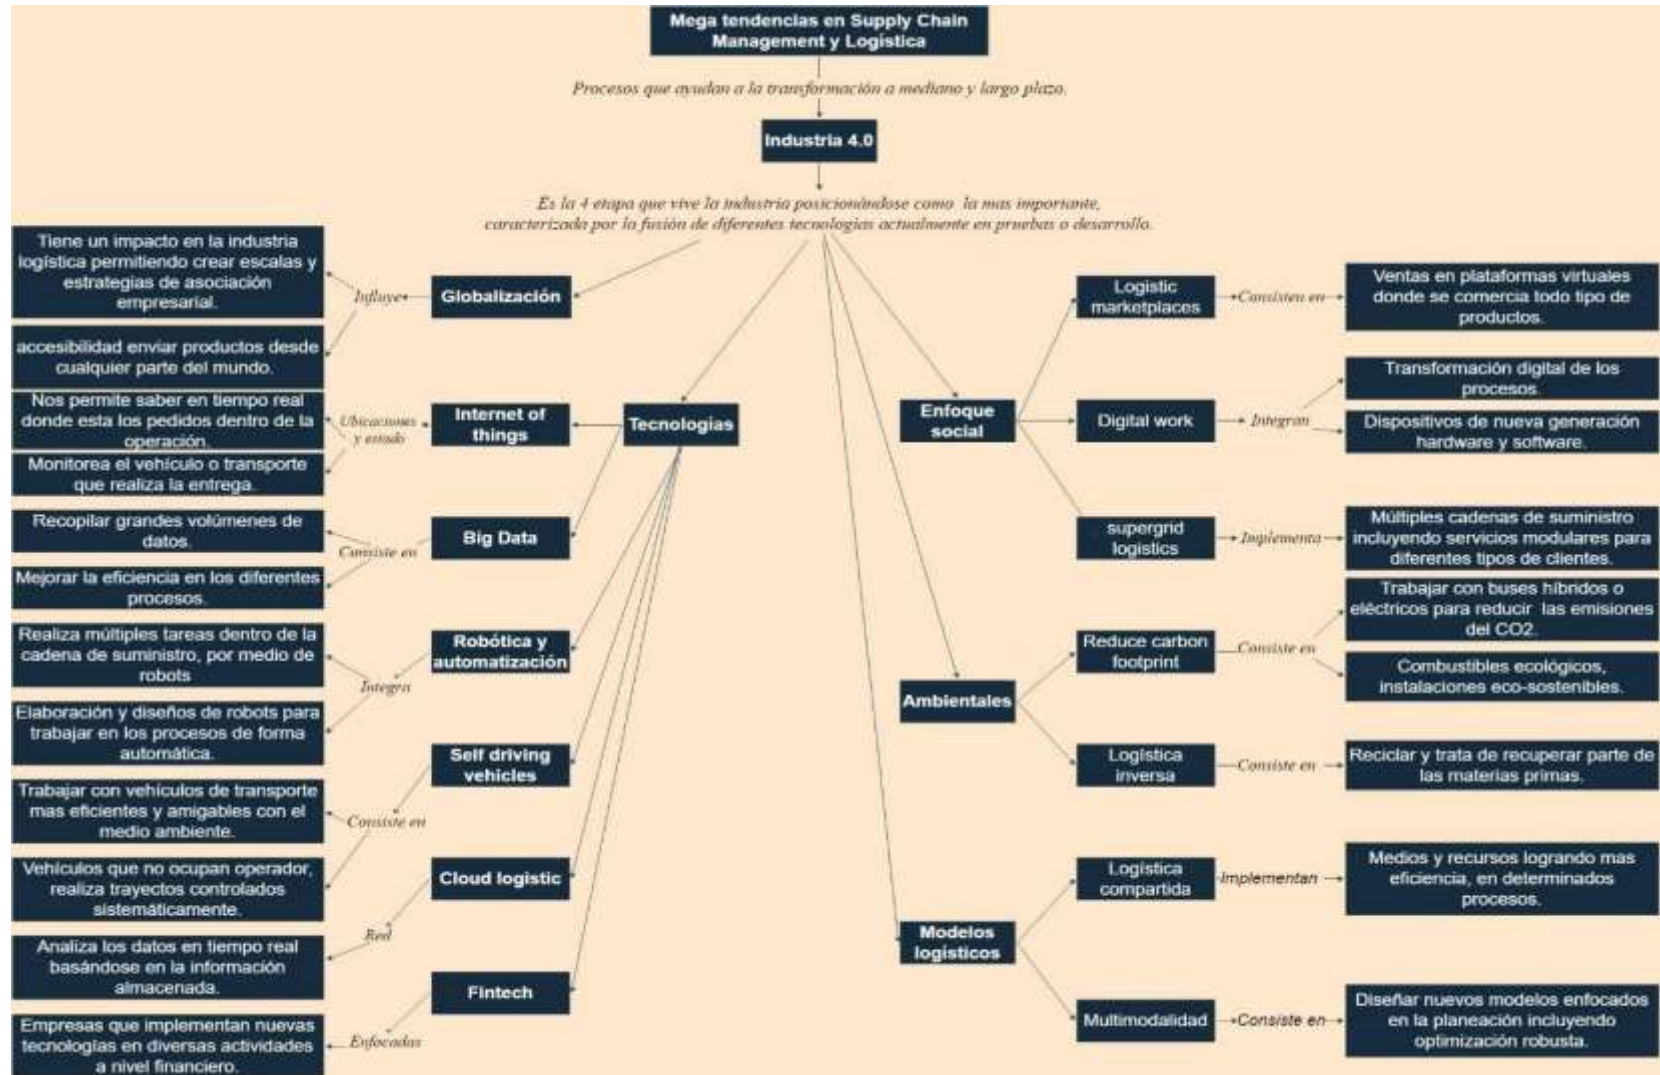 Mega tendencias en Supply Chain
Management y Logística
Procesos que ayudan a la transformación a mediano y largo plazo.
Industria 4.0
Es la 4 etapa que vive la industria posicionándose como la mas importante,
caracterizada por la fusión de diferentes tecnologías actualmente en pruebas o desarrollo.
Tiene un impacto en la industria
logística permitiendo crear escalas y
estrategias de asociación
empresarial.
Influye
Globalización
accesibilidad enviar productos desde
cualquier parte del mundo.
Nos permite saber en tiempo real
donde esta los pedidos dentro de la
operación.
Ubicaciones
y estado
Internet of
things
Tecnologías
Monitorea el vehículo o transporte
que realiza la entrega.
Recopilar grandes volúmenes de
datos.
Consiste en
Big Data
Mejorar la eficiencia en los diferentes
procesos.
Realiza múltiples tareas dentro de la
cadena de suministro, por medio de
robots
Integra
Robótica y
automatización
Elaboración y diseños de robots para
trabajar en los procesos de forma
automática.
Self driving
vehicles
Trabajar con vehículos de transporte
mas eficientes y amigables con el
medio ambiente.
Consiste en
Vehículos que no ocupan operador,
realiza trayectos controlados
sistemáticamente.
Cloud logistic
Red
Analiza los datos en tiempo real
basándose en la información
almacenada.
Fintech
Enfocadas
Empresas que implementan nuevas
tecnologías en diversas actividades
a nivel financiero.
Enfoque
social
Logistic
marketplaces
Consisten en
Ventas en plataformas virtuales
donde se comercia todo tipo de
productos.
Digital work
Integran
Transformación digital de los
procesos.
Dispositivos de nueva generación
hardware y software.
supergrid
logistics
Implementa
Múltiples cadenas de suministro
incluyendo servicios modulares para
diferentes tipos de clientes.
Ambientales
Reduce carbon
footprint
Consiste en
Trabajar con buses híbridos o
eléctricos para reducir las emisiones
del CO2.
Combustibles ecológicos,
instalaciones eco-sostenibles.
Logística
inversa
Consiste en
Reciclar y trata de recuperar parte de
las materias primas.
Modelos
logísticos
Logística
compartida
Implementan
Medios y recursos logrando mas
eficiencia, en determinados
procesos.
Multimodalidad
Consiste en
Diseñar nuevos modelos enfocados
en la planeación incluyendo
optimización robusta.